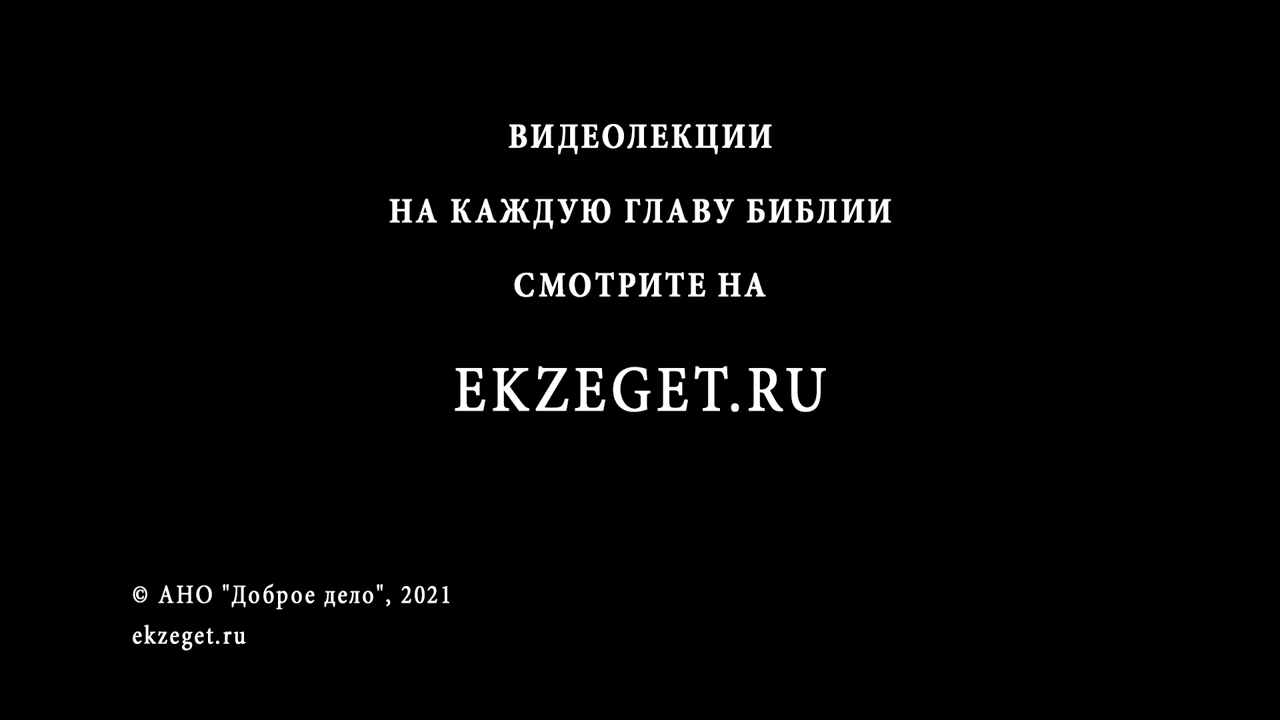 ВИДЕОЛЕКЦИИ
НА КАЖДУЮ ГЛАВУ БИБЛИИ
СМОТРИТЕ НА
EKZEGET.RU
© АНО "Доброе дело", 2021
ekzeget.ru